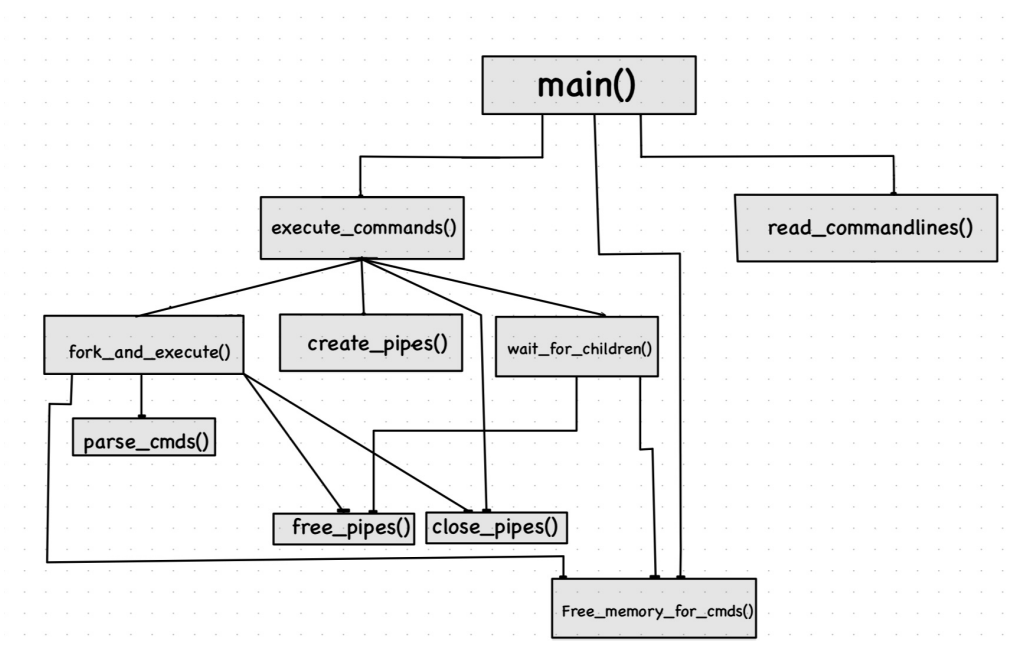 main()
execute_commands()
read_commandlines()
fork_and_execute()
create_pipes()
wait_for_children()
parse_cmds()
free_pipes()
close_pipes()
Free_memory_for_cmds()